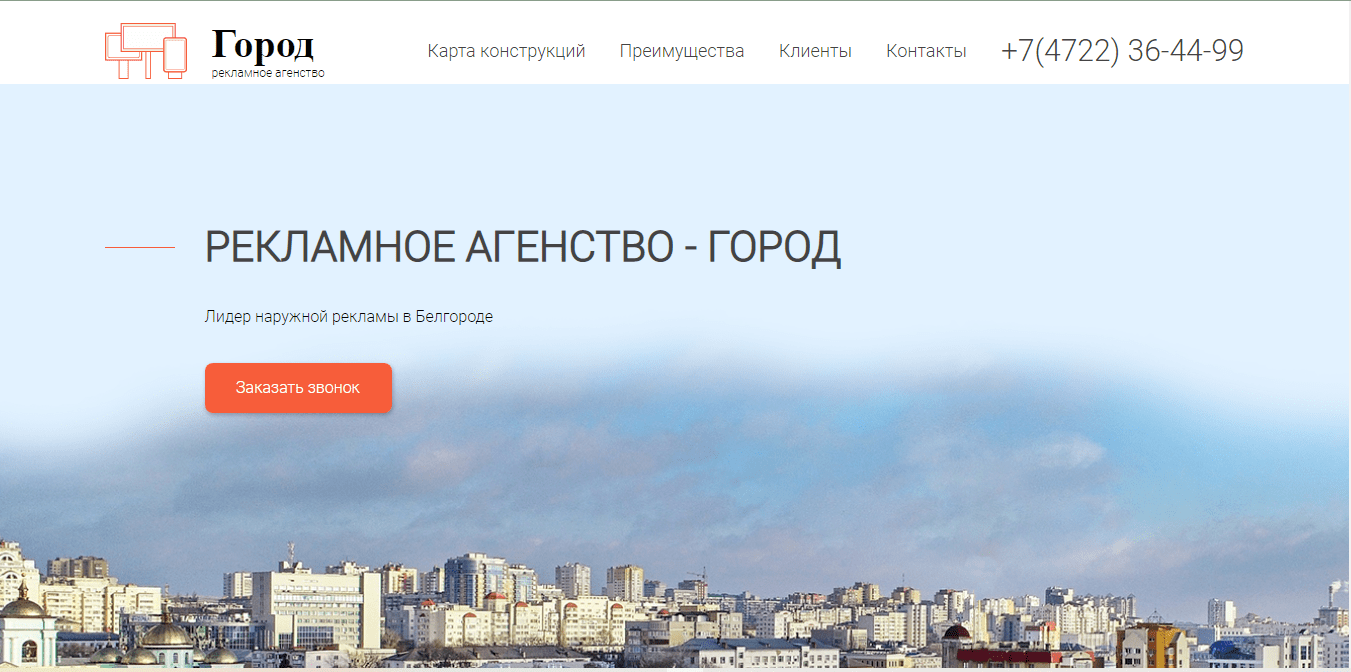 Город
рекламное агенство
Карта конструкций Преимущества Клиенты Контакты +7(4722) 36-44-99
РЕКЛАМНОЕ АГЕНСТВО - ГОРОД
Лидер наружной рекламы в Белгороде
Заказать звонок